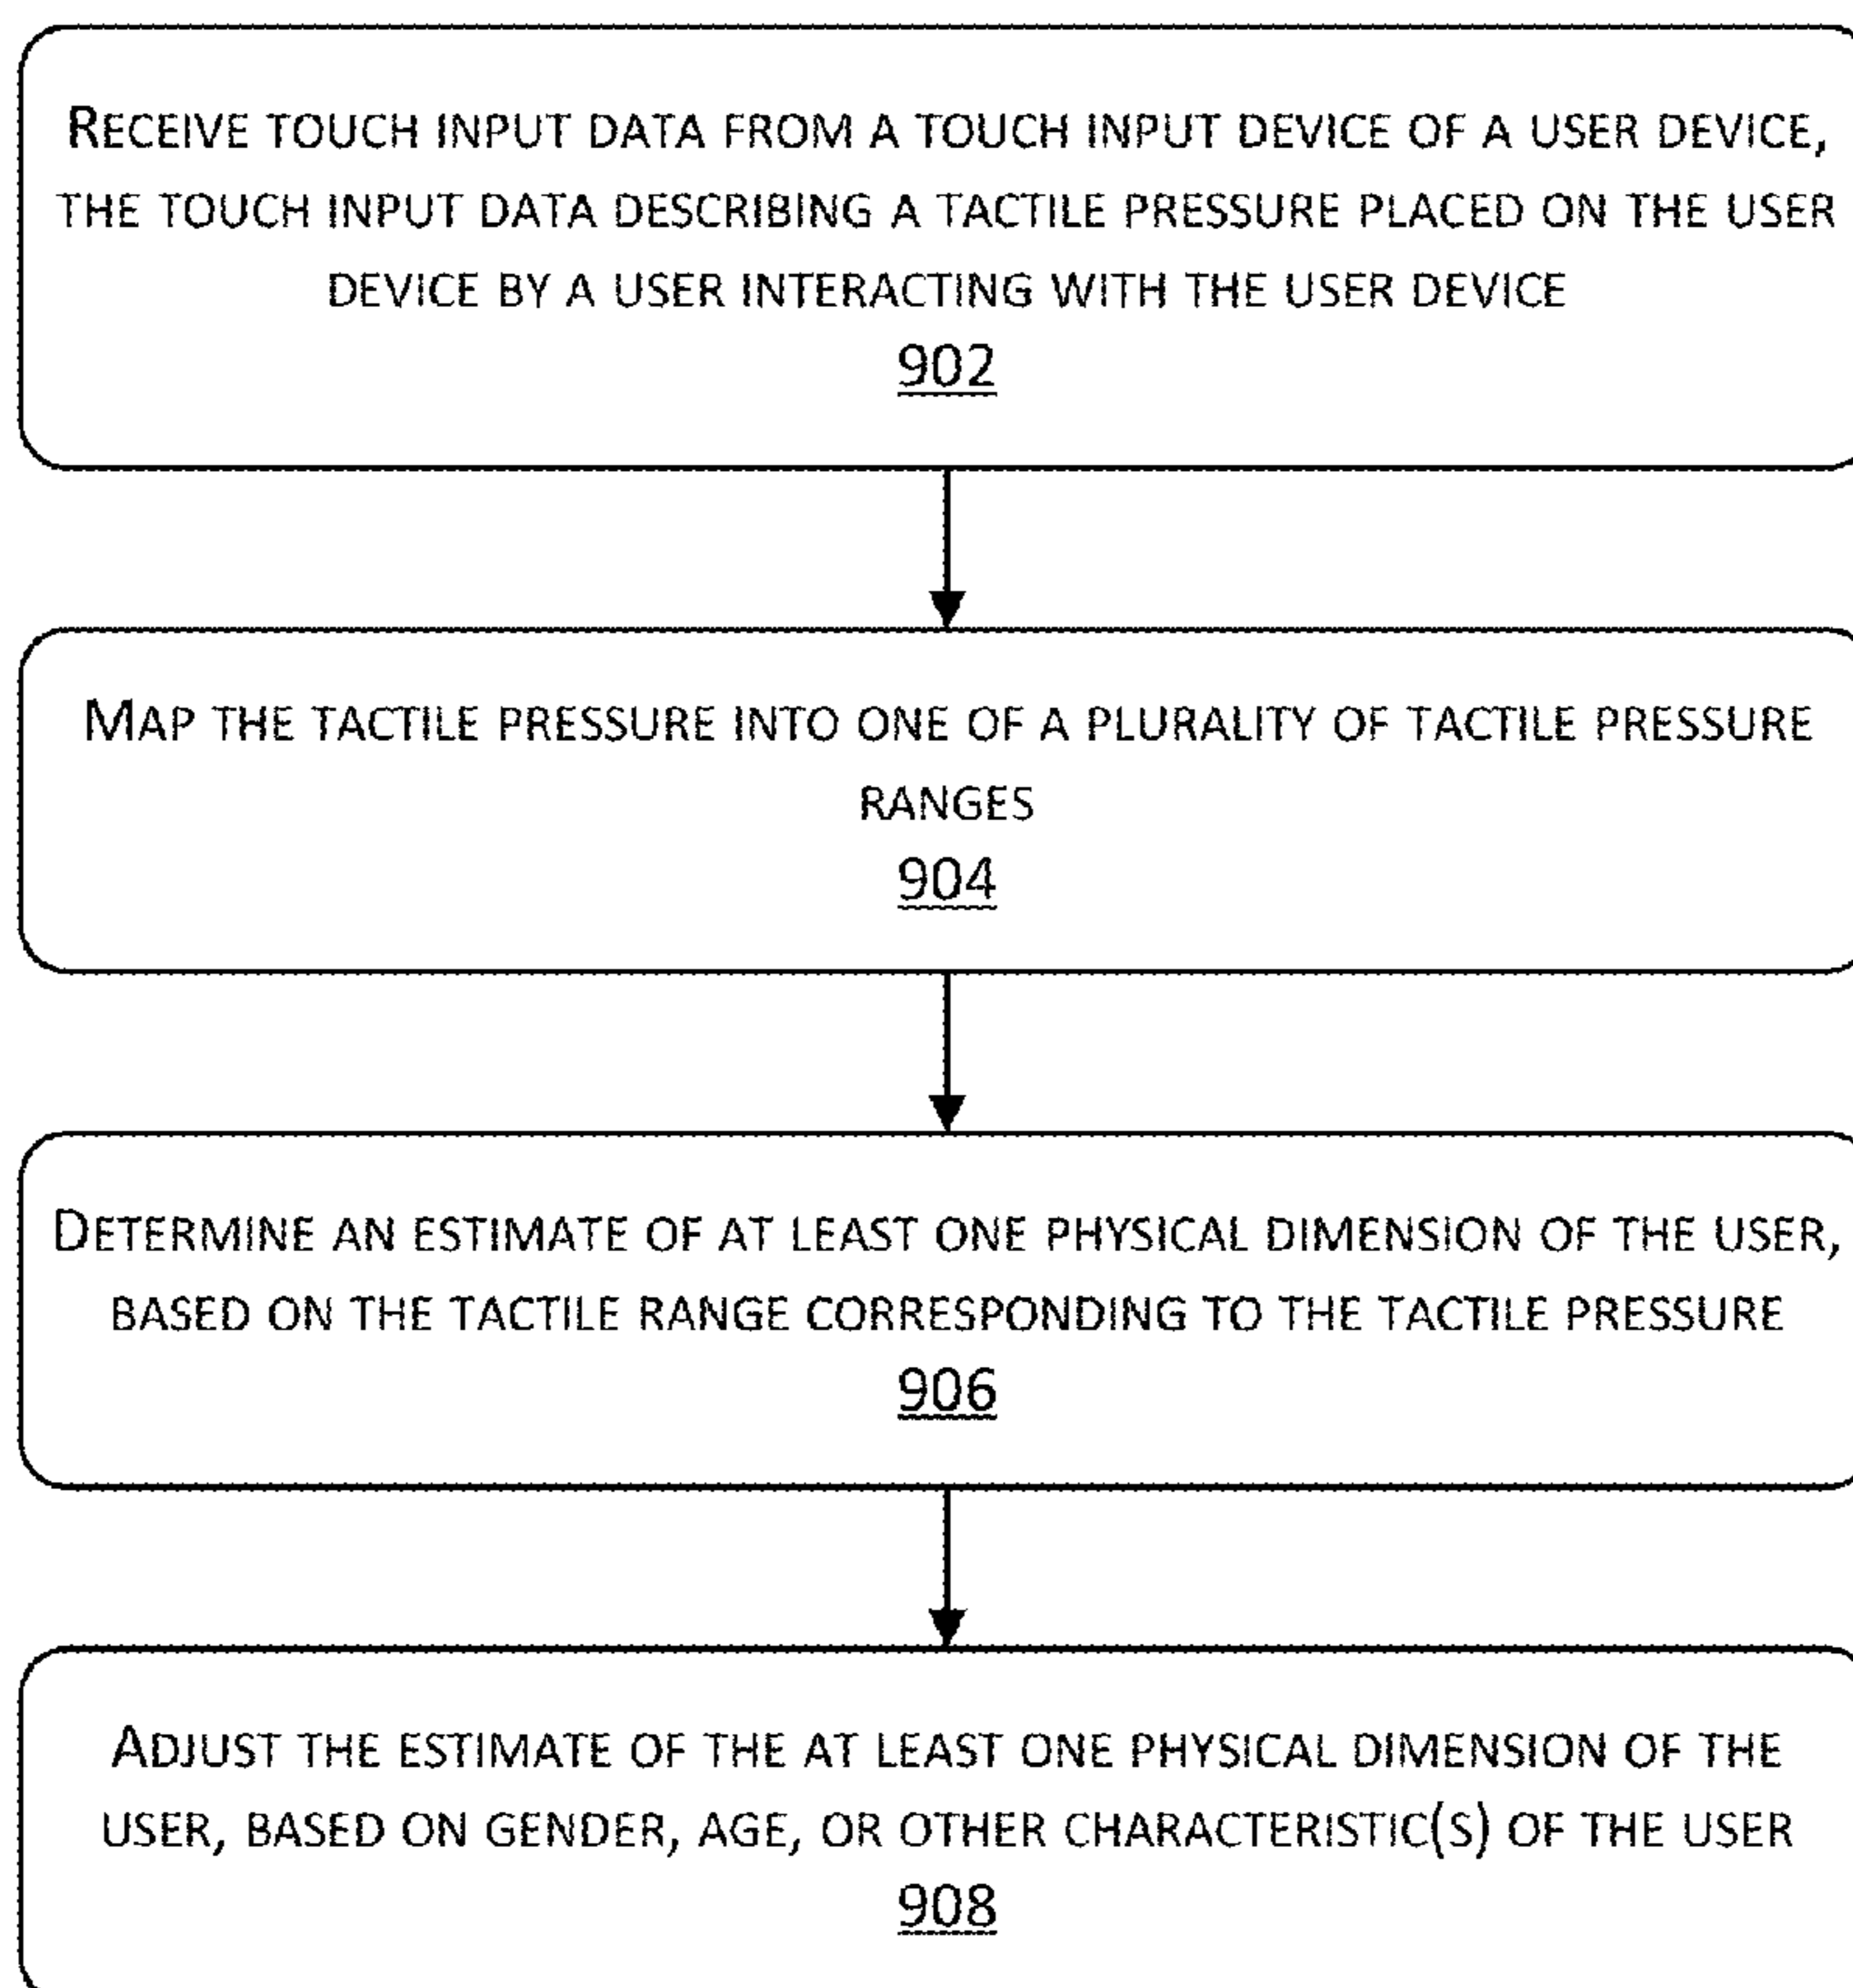 RECEIVE TOUCH INPUT DATA FROM A TOUCH INPUT DEVICE OF A USER DEVICE,
THE TOUCH INPUT DATA DESCRIBING A TACTILE PRESSURE PLACED ON THE USER
DEVICE BY A USER INTERACTING WITH THE USER DEVICE
902
MAP THE TACTILE PRESSURE INTO ONE OF A PLURALITY OF TACTILE PRESSURE
RANGES
904
DETERMINE AN ESTIMATE OF AT LEAST ONE PHYSICAL DIMENSION OF THE USER,
BASED ON THE TACTILE RANGE CORRESPONDING TO THE TACTILE PRESSURE
906
ADJUST THE ESTIMATE OF THE AT LEAST ONE PHYSICAL DIMENSION OF THE
USER, BASED ON GENDER, AGE, OR OTHER CHARACTERISTIC(S) OF THE USER
908